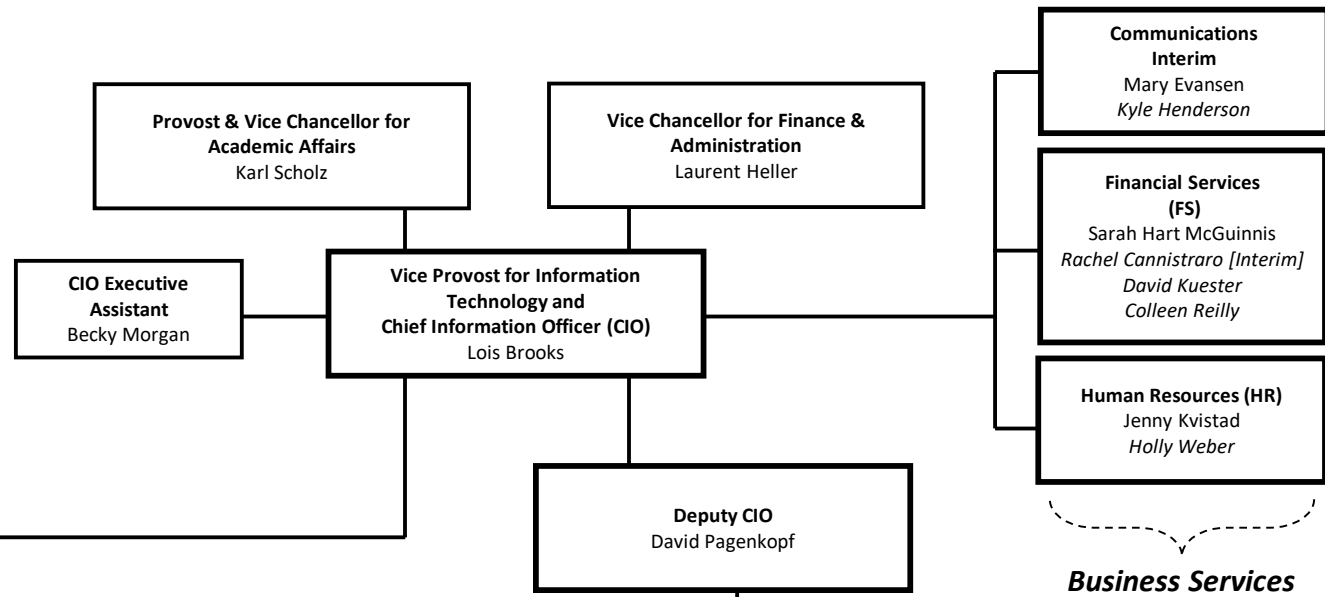 Communications
Interim
Mary Evansen
Kyle Henderson
Provost & Vice Chancellor for
Academic Affairs
Karl Scholz
Vice Chancellor for Finance &
Administration
Laurent Heller
Financial Services
(FS)
Sarah Hart McGuinnis
Rachel Cannistraro [Interim]
David Kuester
Colleen Reilly
CIO Executive
Assistant
Becky Morgan
Vice Provost for Information
Technology and
Chief Information Officer (CIO)
Lois Brooks
Human Resources (HR)
Jenny Kvistad
Holly Weber
Deputy CIO
David Pagenkopf
Business Services